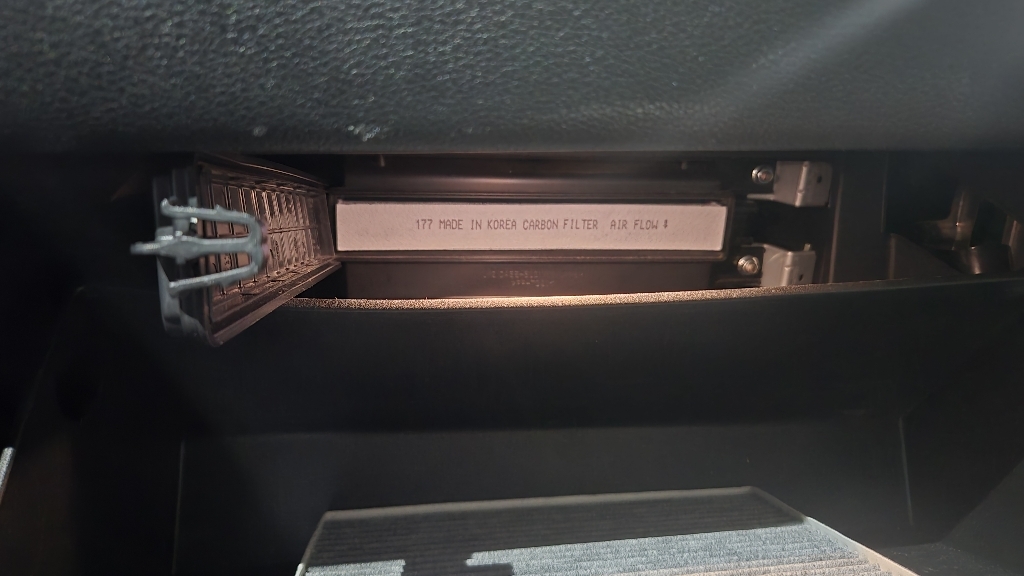 177 MADE IN KOREA CARBON FILTER AIR FLOW